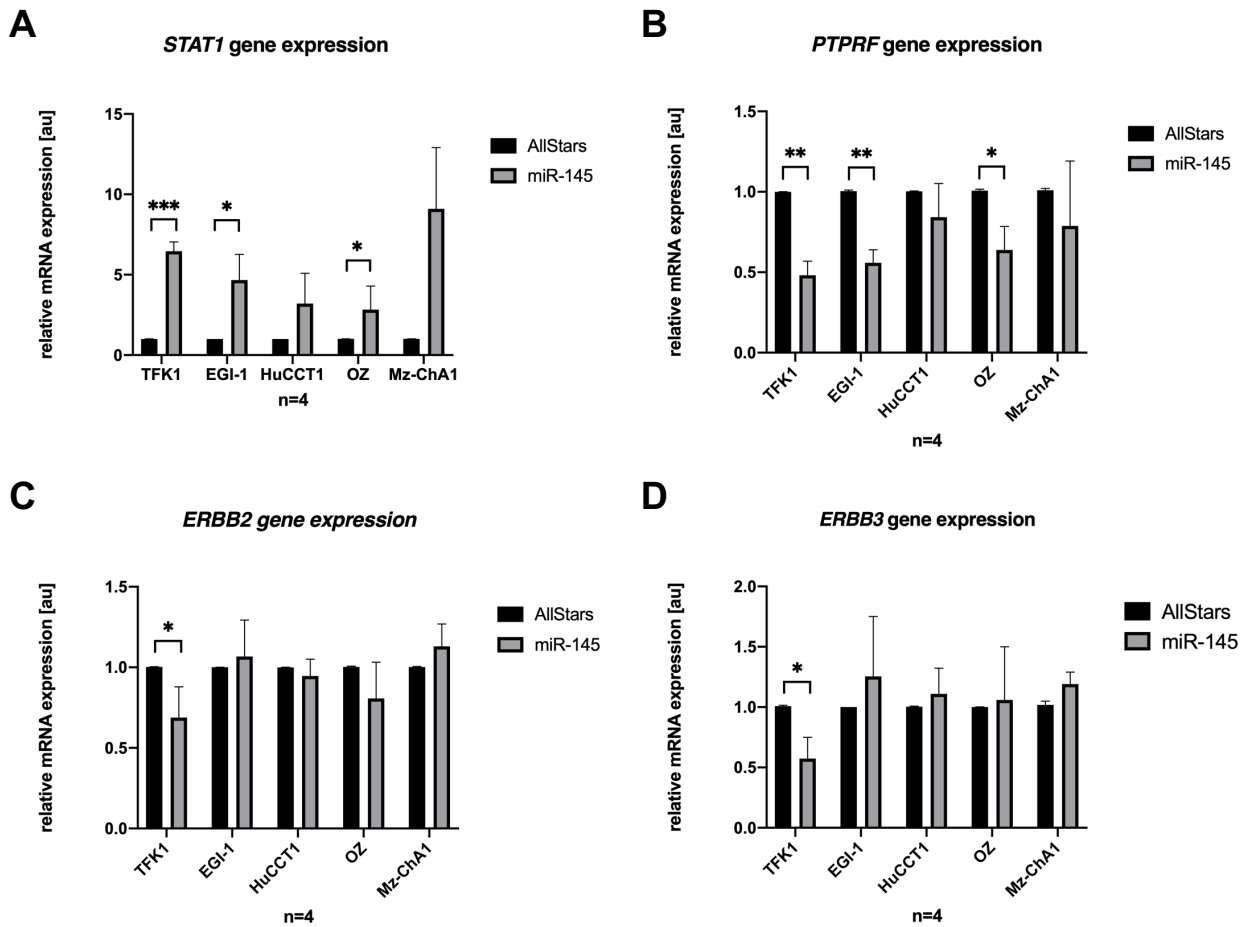 A
STAT1 gene expression
relative mRNA expression [au]
15
10
5
0
***
*
*
TFK1 EGI-1 HuCCT1 OZ Mz-ChA1
n=4
AllStars
miR-145
B
PTPRF gene expression
relative mRNA expression [au]
1.5
1.0
0.5
0.0
**
**
*
TFK1 EGI-1 HuCCT1 OZ Mz-ChA1
n=4
AllStars
miR-145
C
ERBB2 gene expression
relative mRNA expression [au]
1.5
1.0
0.5
0.0
*
TFK1 EGI-1 HuCCT1 OZ Mz-ChA1
n=4
AllStars
miR-145
D
ERBB3 gene expression
relative mRNA expression [au]
2.0
1.5
1.0
0.5
0.0
*
TFK1 EGI-1 HuCCT1 OZ Mz-ChA1
n=4
AllStars
miR-145